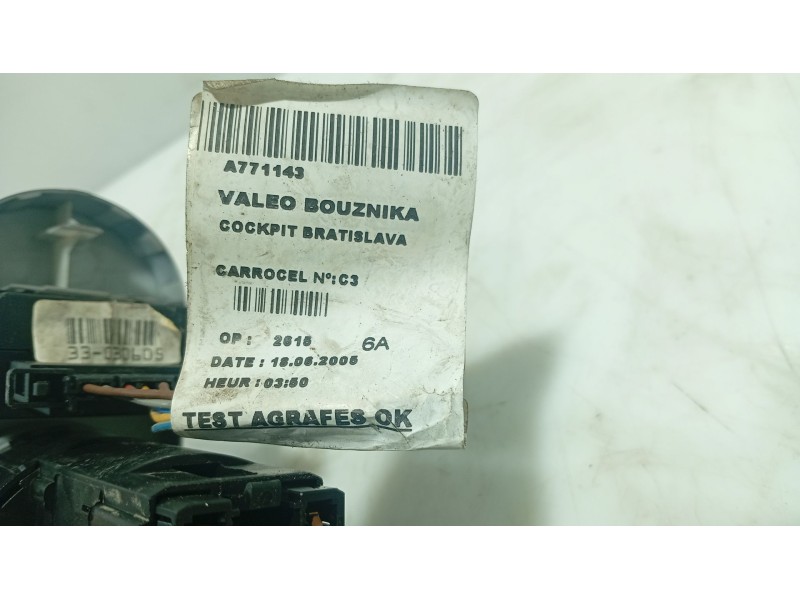 A771143
VALEO BOUZNIKA
COCKPIT BRATISLAVA
CARROCEL N°:C3
OP: 2615 6A
DATE : 18.06.2005
HEUR : 03:50
TEST AGRAFES OK
33-030605